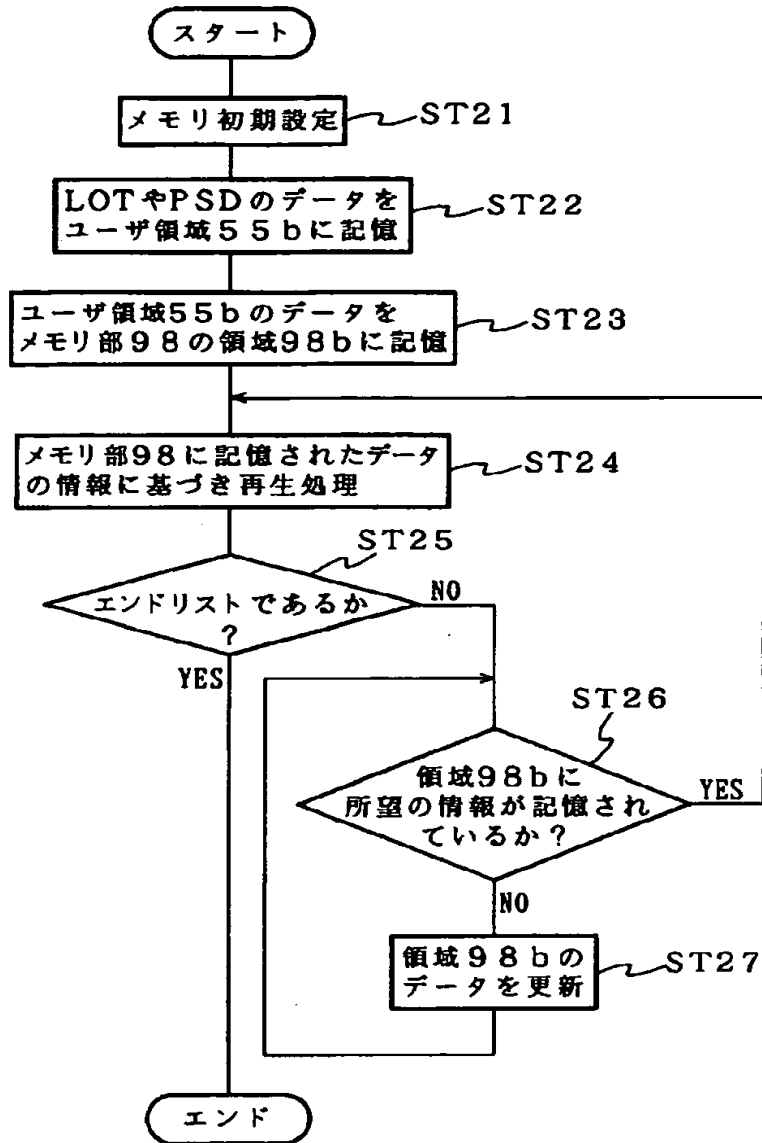 スタート
メモリ初期設定
ST21
LOTやPSDのデータを
ユーザ領域55bに記憶
ST22
ユーザ領域55bのデータを
メモリ部98の領域98bに記憶
ST23
メモリ部98に記憶されたデータ
の情報に基づき再生処理
ST24
ST25
エンドリストであるか
?
NO
YES
ST26
領域98bに
所望の情報が記憶され
ているか?
YES
NO
領域98bの
データを更新
ST27
エンド